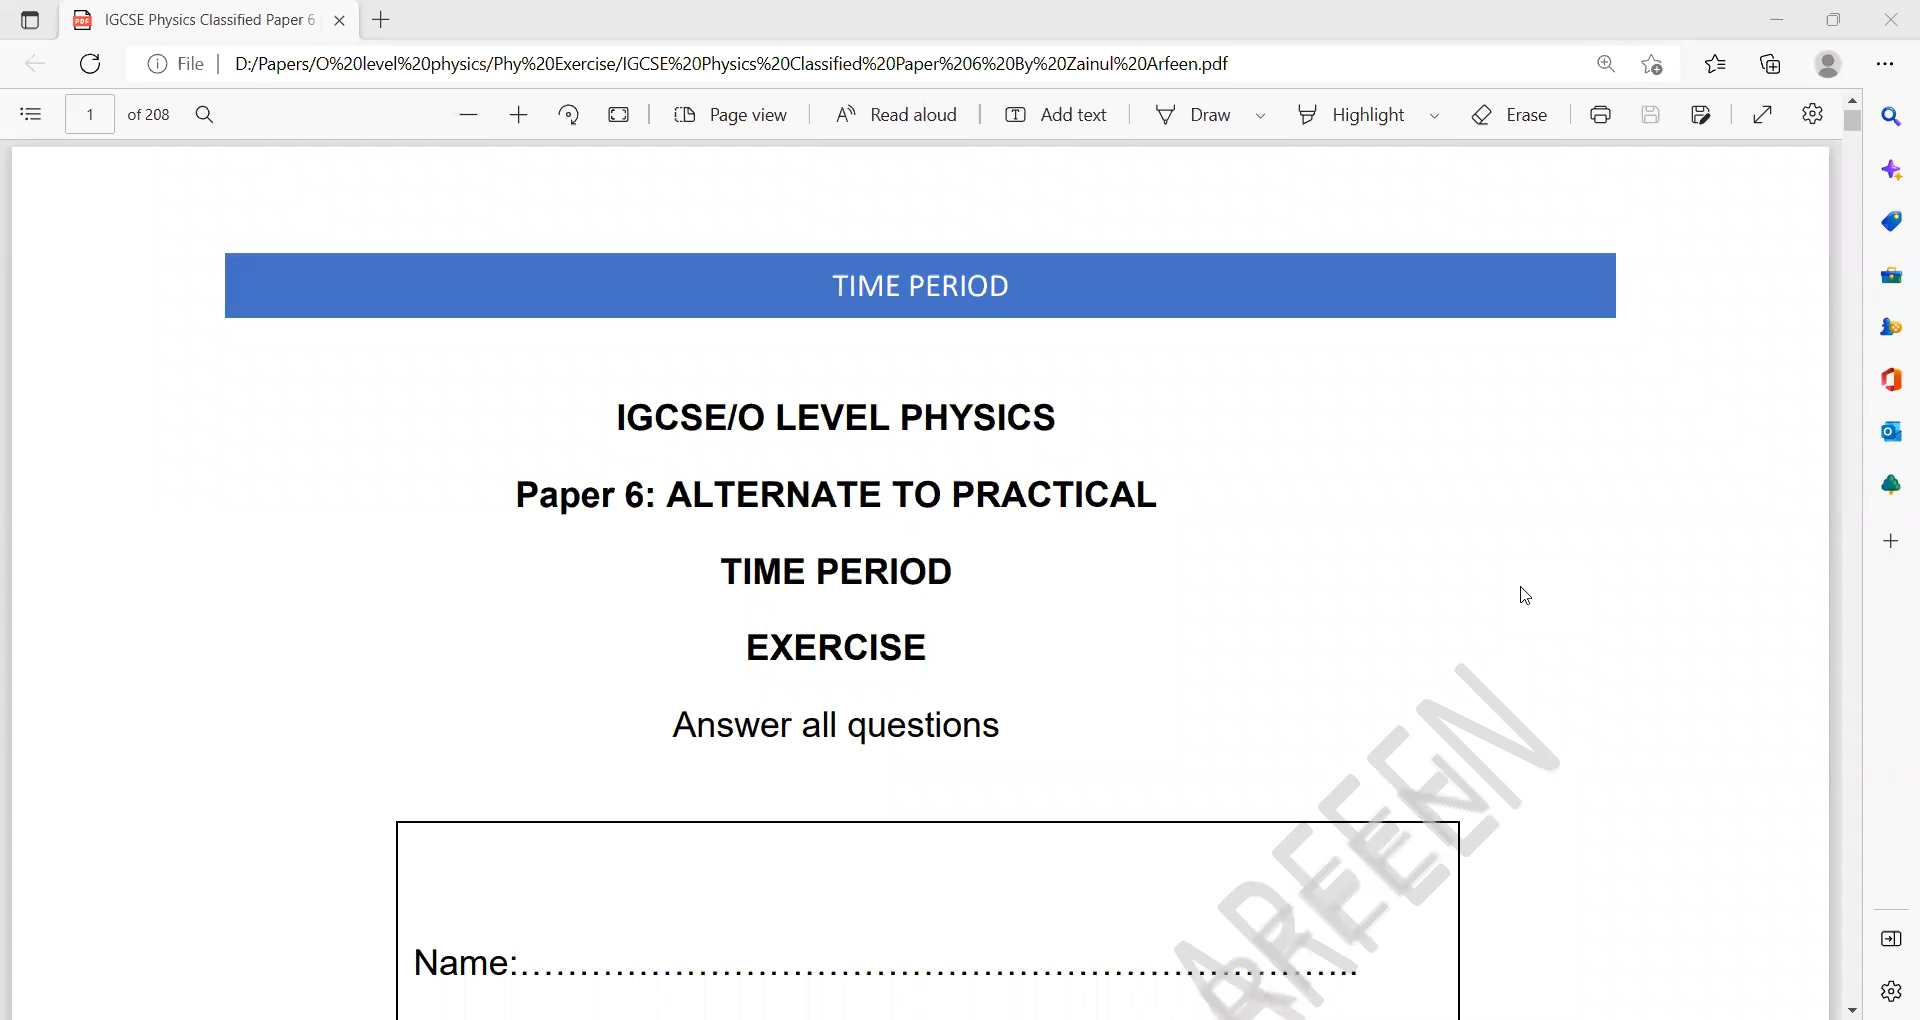 IGCSE Physics Classified Paper 6
File
D:/Papers/O%20level%20physics/Phy%20Exercise/IGCSE%20Physics%20Classified%20Paper%206%20By%20Zainul%20Arfeen.pdf
1 of 208
Page view
Read aloud
Add text
Draw
Highlight
Erase
TIME PERIOD
IGCSE/O LEVEL PHYSICS
Paper 6: ALTERNATE TO PRACTICAL
TIME PERIOD
EXERCISE
Answer all questions
Name:……………………………………………………………..